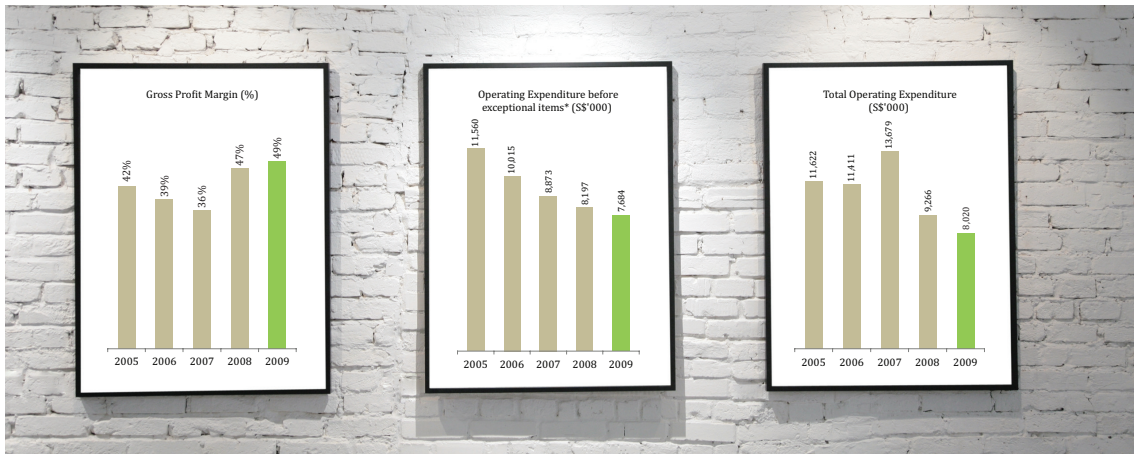 Gross Profit Margin (%)
42%
39%
36%
47%
49%
2005 2006 2007 2008 2009
Operating Expenditure before
exceptional items* (S$'000)
11,560
10,015
8,873
8,197
7,684
2005 2006 2007 2008 2009
Total Operating Expenditure
(S$'000)
11,622
11,411
13,679
9,266
8,020
2005 2006 2007 2008 2009